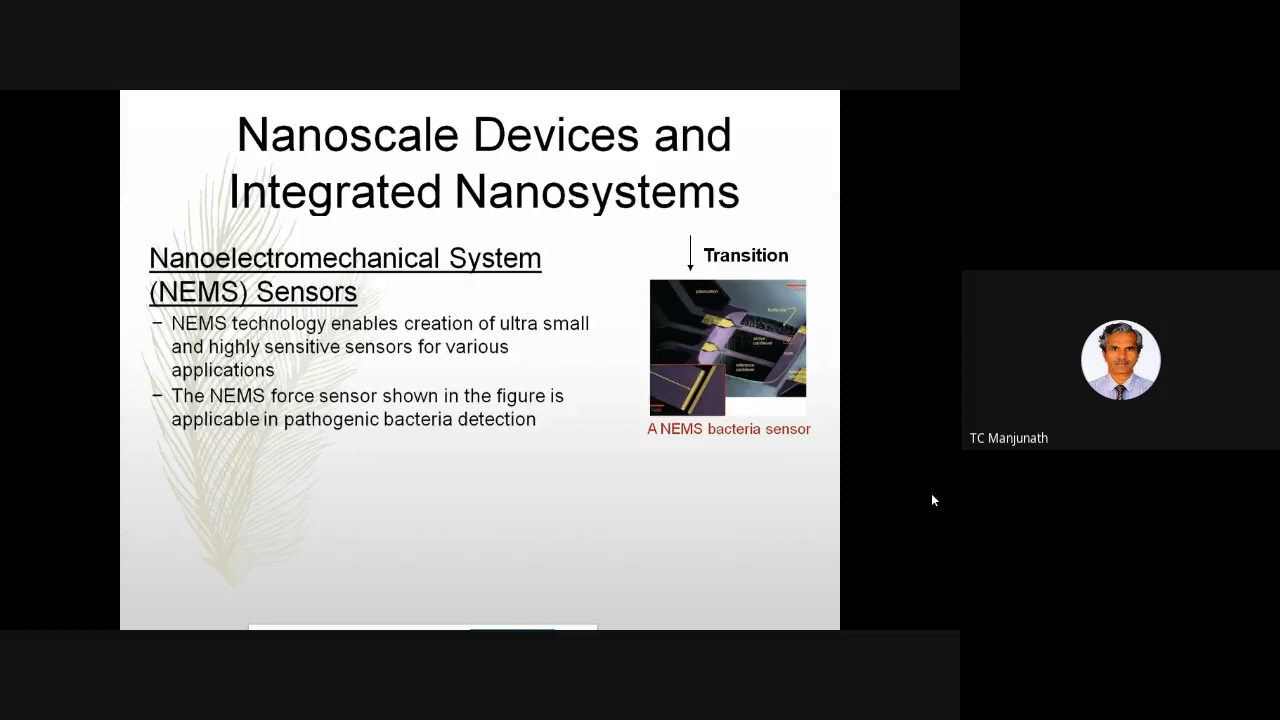 Nanoscale Devices and
Integrated Nanosystems
Nanoelectromechanical System
(NEMS) Sensors
− NEMS technology enables creation of ultra small
and highly sensitive sensors for various
applications
− The NEMS force sensor shown in the figure is
applicable in pathogenic bacteria detection
Transition
reference
cantilever
A NEMS bacteria sensor
TC Manjunath